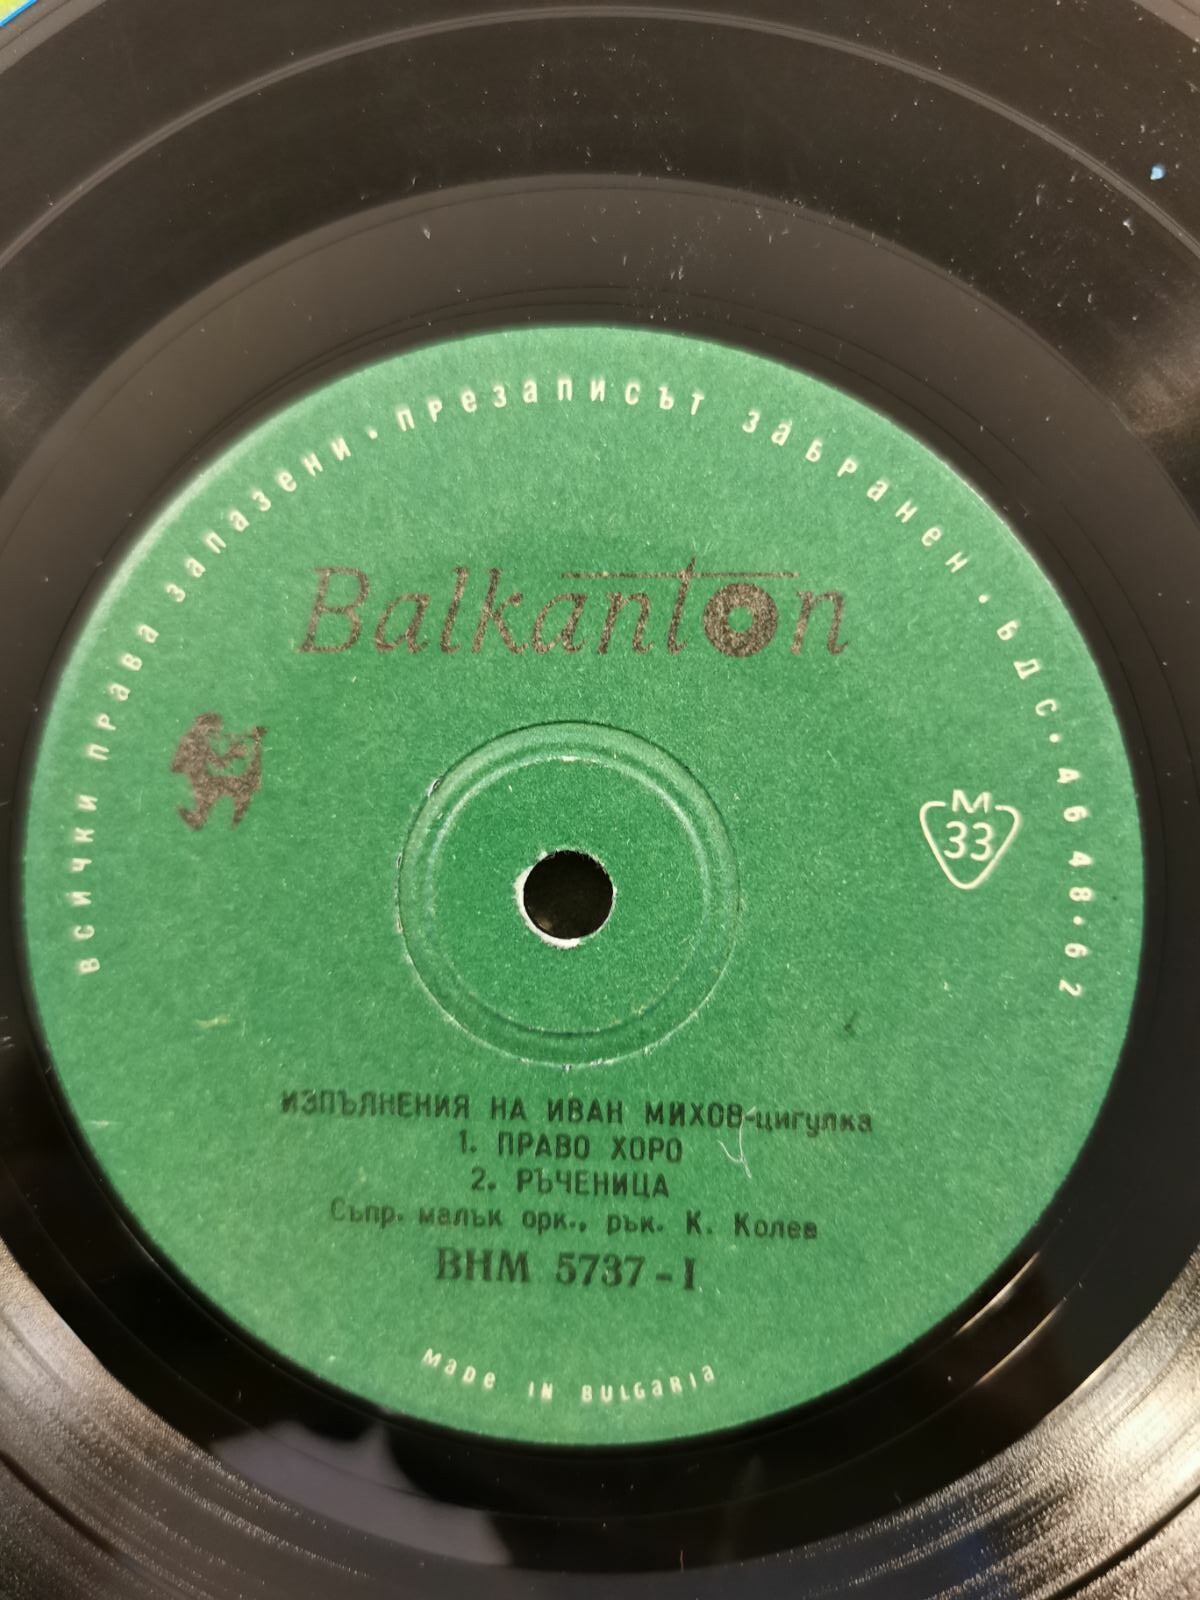 всички права запазени · презаписът забранен · БДС · 4648·62
Balkanton
М
33
ИЗПЪЛНЕНИЯ НА ИВАН МИХОВ-цигулка
1. ПРАВО ХОРО
2. РЪЧЕНИЦА
Съпр. малък орк., рък. К. Колев
ВНМ 5737 - I
MADE IN BULGARIA